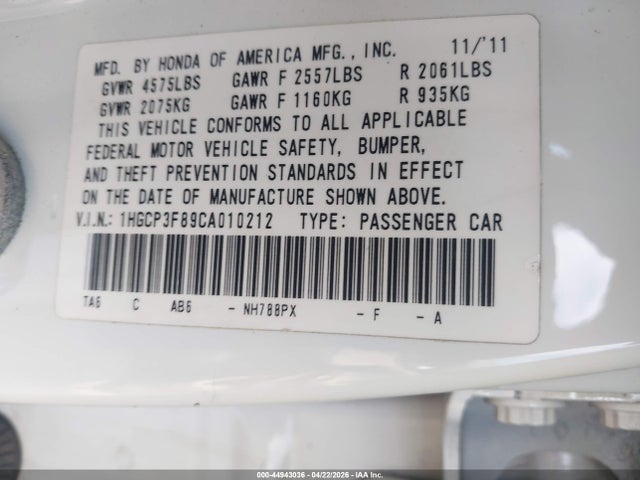 MFD. BY HONDA OF AMERICA MFG., INC. 11/'11
GVWR 4575LBS GAWR F 2557LBS R 2061LBS
GVWR 2075KG GAWR F 1160KG R 935KG
THIS VEHICLE CONFORMS TO ALL APPLICABLE
FEDERAL MOTOR VEHICLE SAFETY, BUMPER,
AND THEFT PREVENTION STANDARDS IN EFFECT
ON THE DATE OF MANUFACTURE SHOWN ABOVE.
V.I.N.: 1HGCP3F89CA010212 TYPE: PASSENGER CAR
TA6 C AB6 - NH788PX - F - A
000-44943036 - 04/22/2026 - IAA Inc.